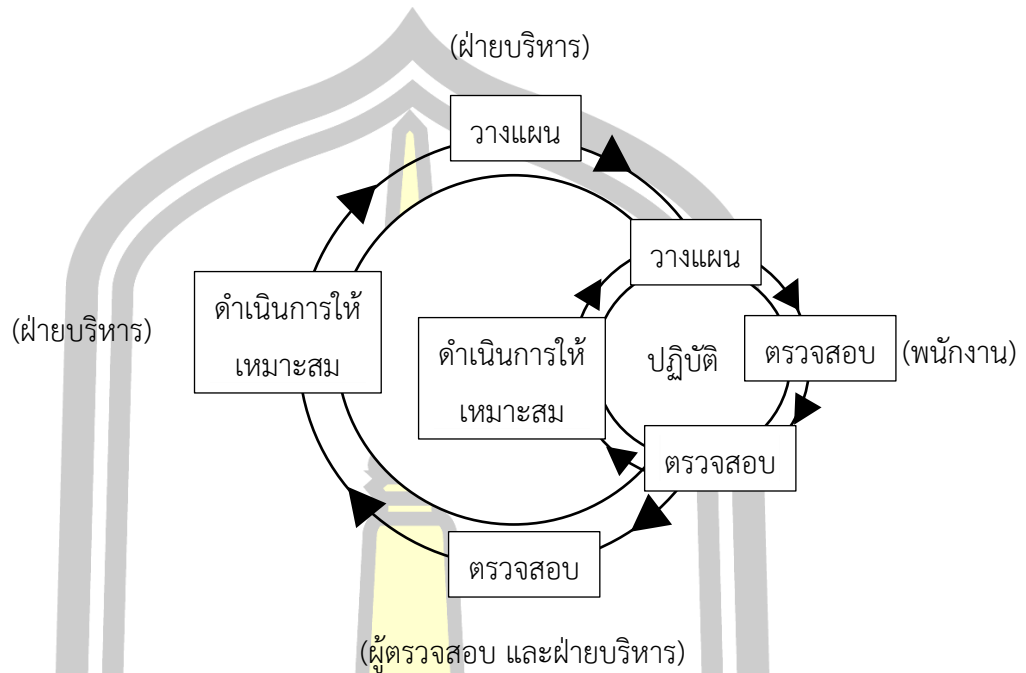 (ฝ่ายบริหาร)
วางแผน
วางแผน
(ฝ่ายบริหาร)
ดำเนินการให้
เหมาะสม
ดำเนินการให้
เหมาะสม
ปฏิบัติ
ตรวจสอบ
(พนักงาน)
ตรวจสอบ
ตรวจสอบ
(ผู้ตรวจสอบ และฝ่ายบริหาร)